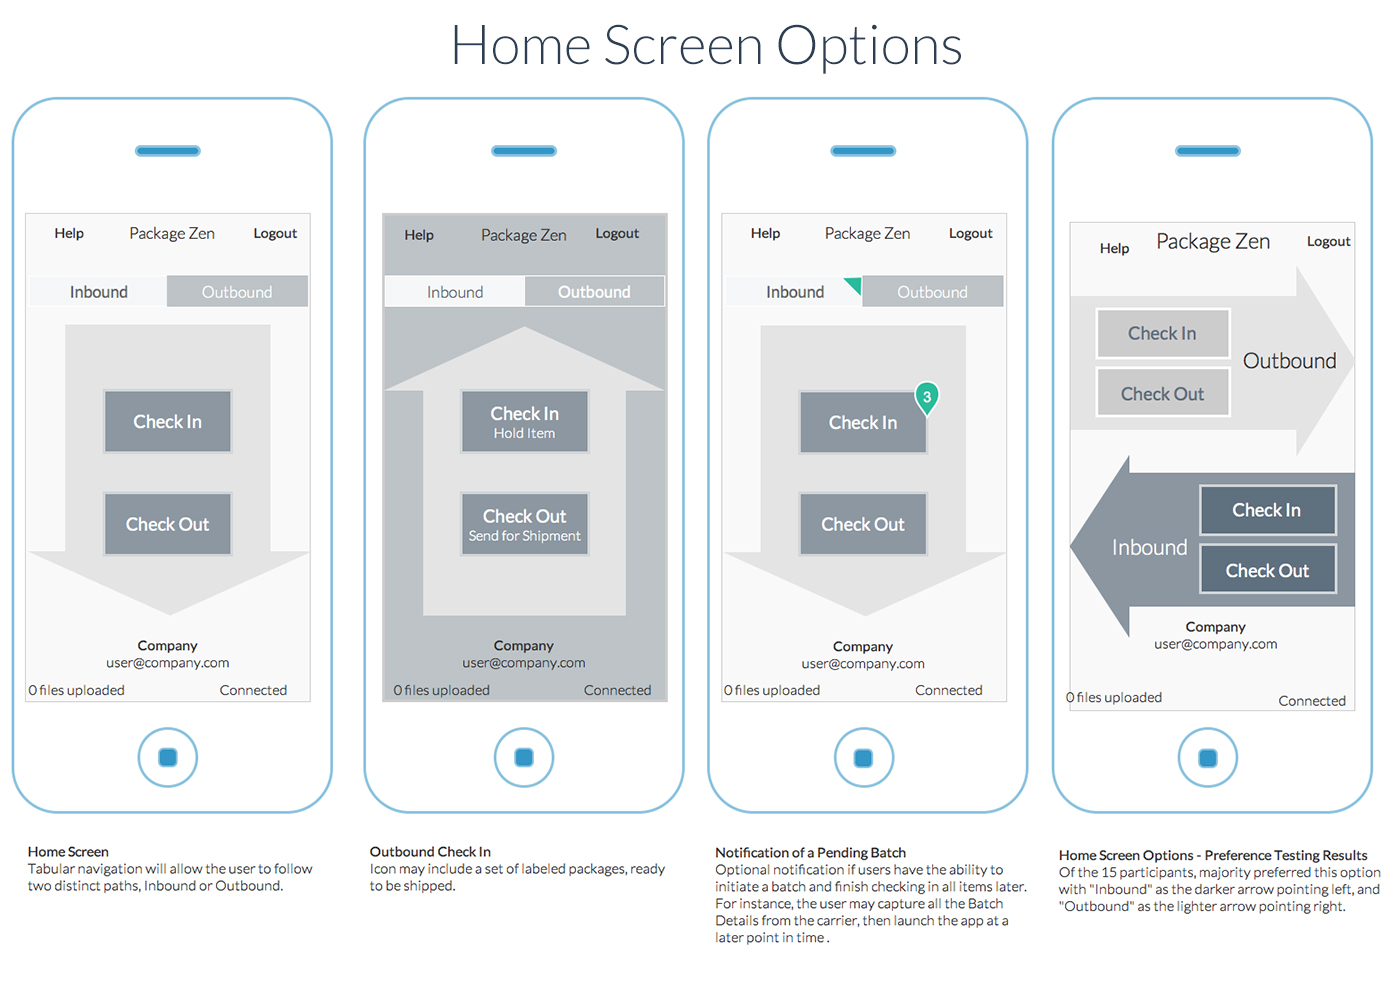 Home Screen Options
Help Package Zen Logout
Inbound Outbound
Check In
Check Out
Company
user@company.com
0 files uploaded Connected
Home Screen
Tabular navigation will allow the user to follow
two distinct paths, Inbound or Outbound.
Help Package Zen Logout
Inbound Outbound
Check In
Hold Item
Check Out
Send for Shipment
Company
user@company.com
0 files uploaded Connected
Outbound Check In
Icon may include a set of labeled packages, ready
to be shipped.
Help Package Zen Logout
Inbound Outbound
3
Check In
Check Out
Company
user@company.com
0 files uploaded Connected
Notification of a Pending Batch
Optional notification if users have the ability to
initiate a batch and finish checking in all items later.
For instance, the user may capture all the Batch
Details from the carrier, then launch the app at a
later point in time .
Help Package Zen Logout
Check In
Outbound
Check Out
Check In
Inbound
Check Out
Company
user@company.com
0 files uploaded Connected
Home Screen Options - Preference Testing Results
Of the 15 participants, majority preferred this option
with "Inbound" as the darker arrow pointing left, and
"Outbound" as the lighter arrow pointing right.